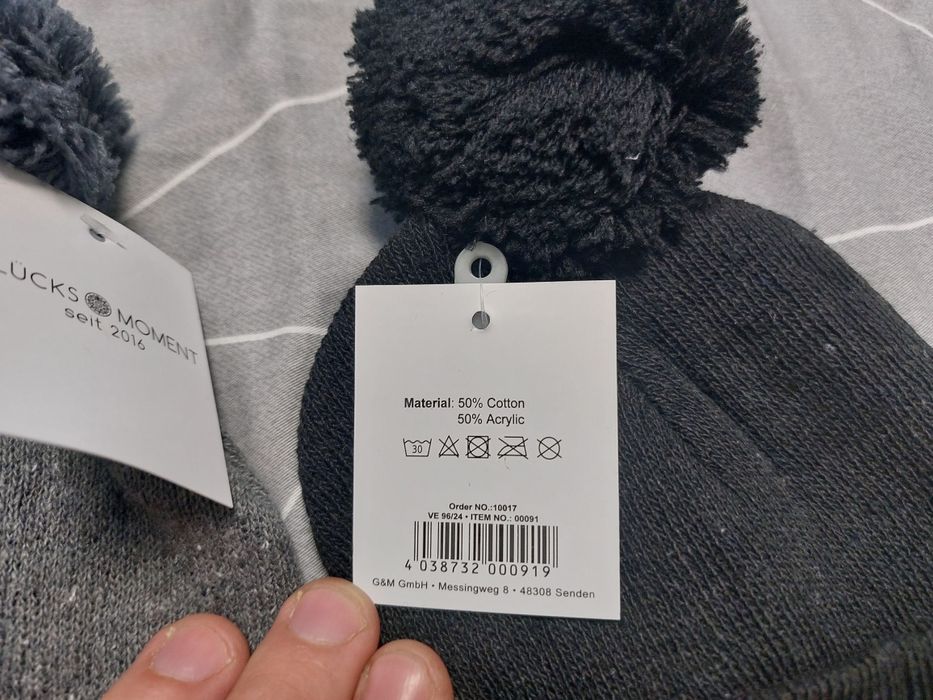 LÜCKS MOMENT
seit 2016
Material: 50% Cotton
50% Acrylic
30
Order NO.:10017
VE 96/24 • ITEM NO.: 00091
4 038732 000919
G&M GmbH • Messingweg 8 • 48308 Senden